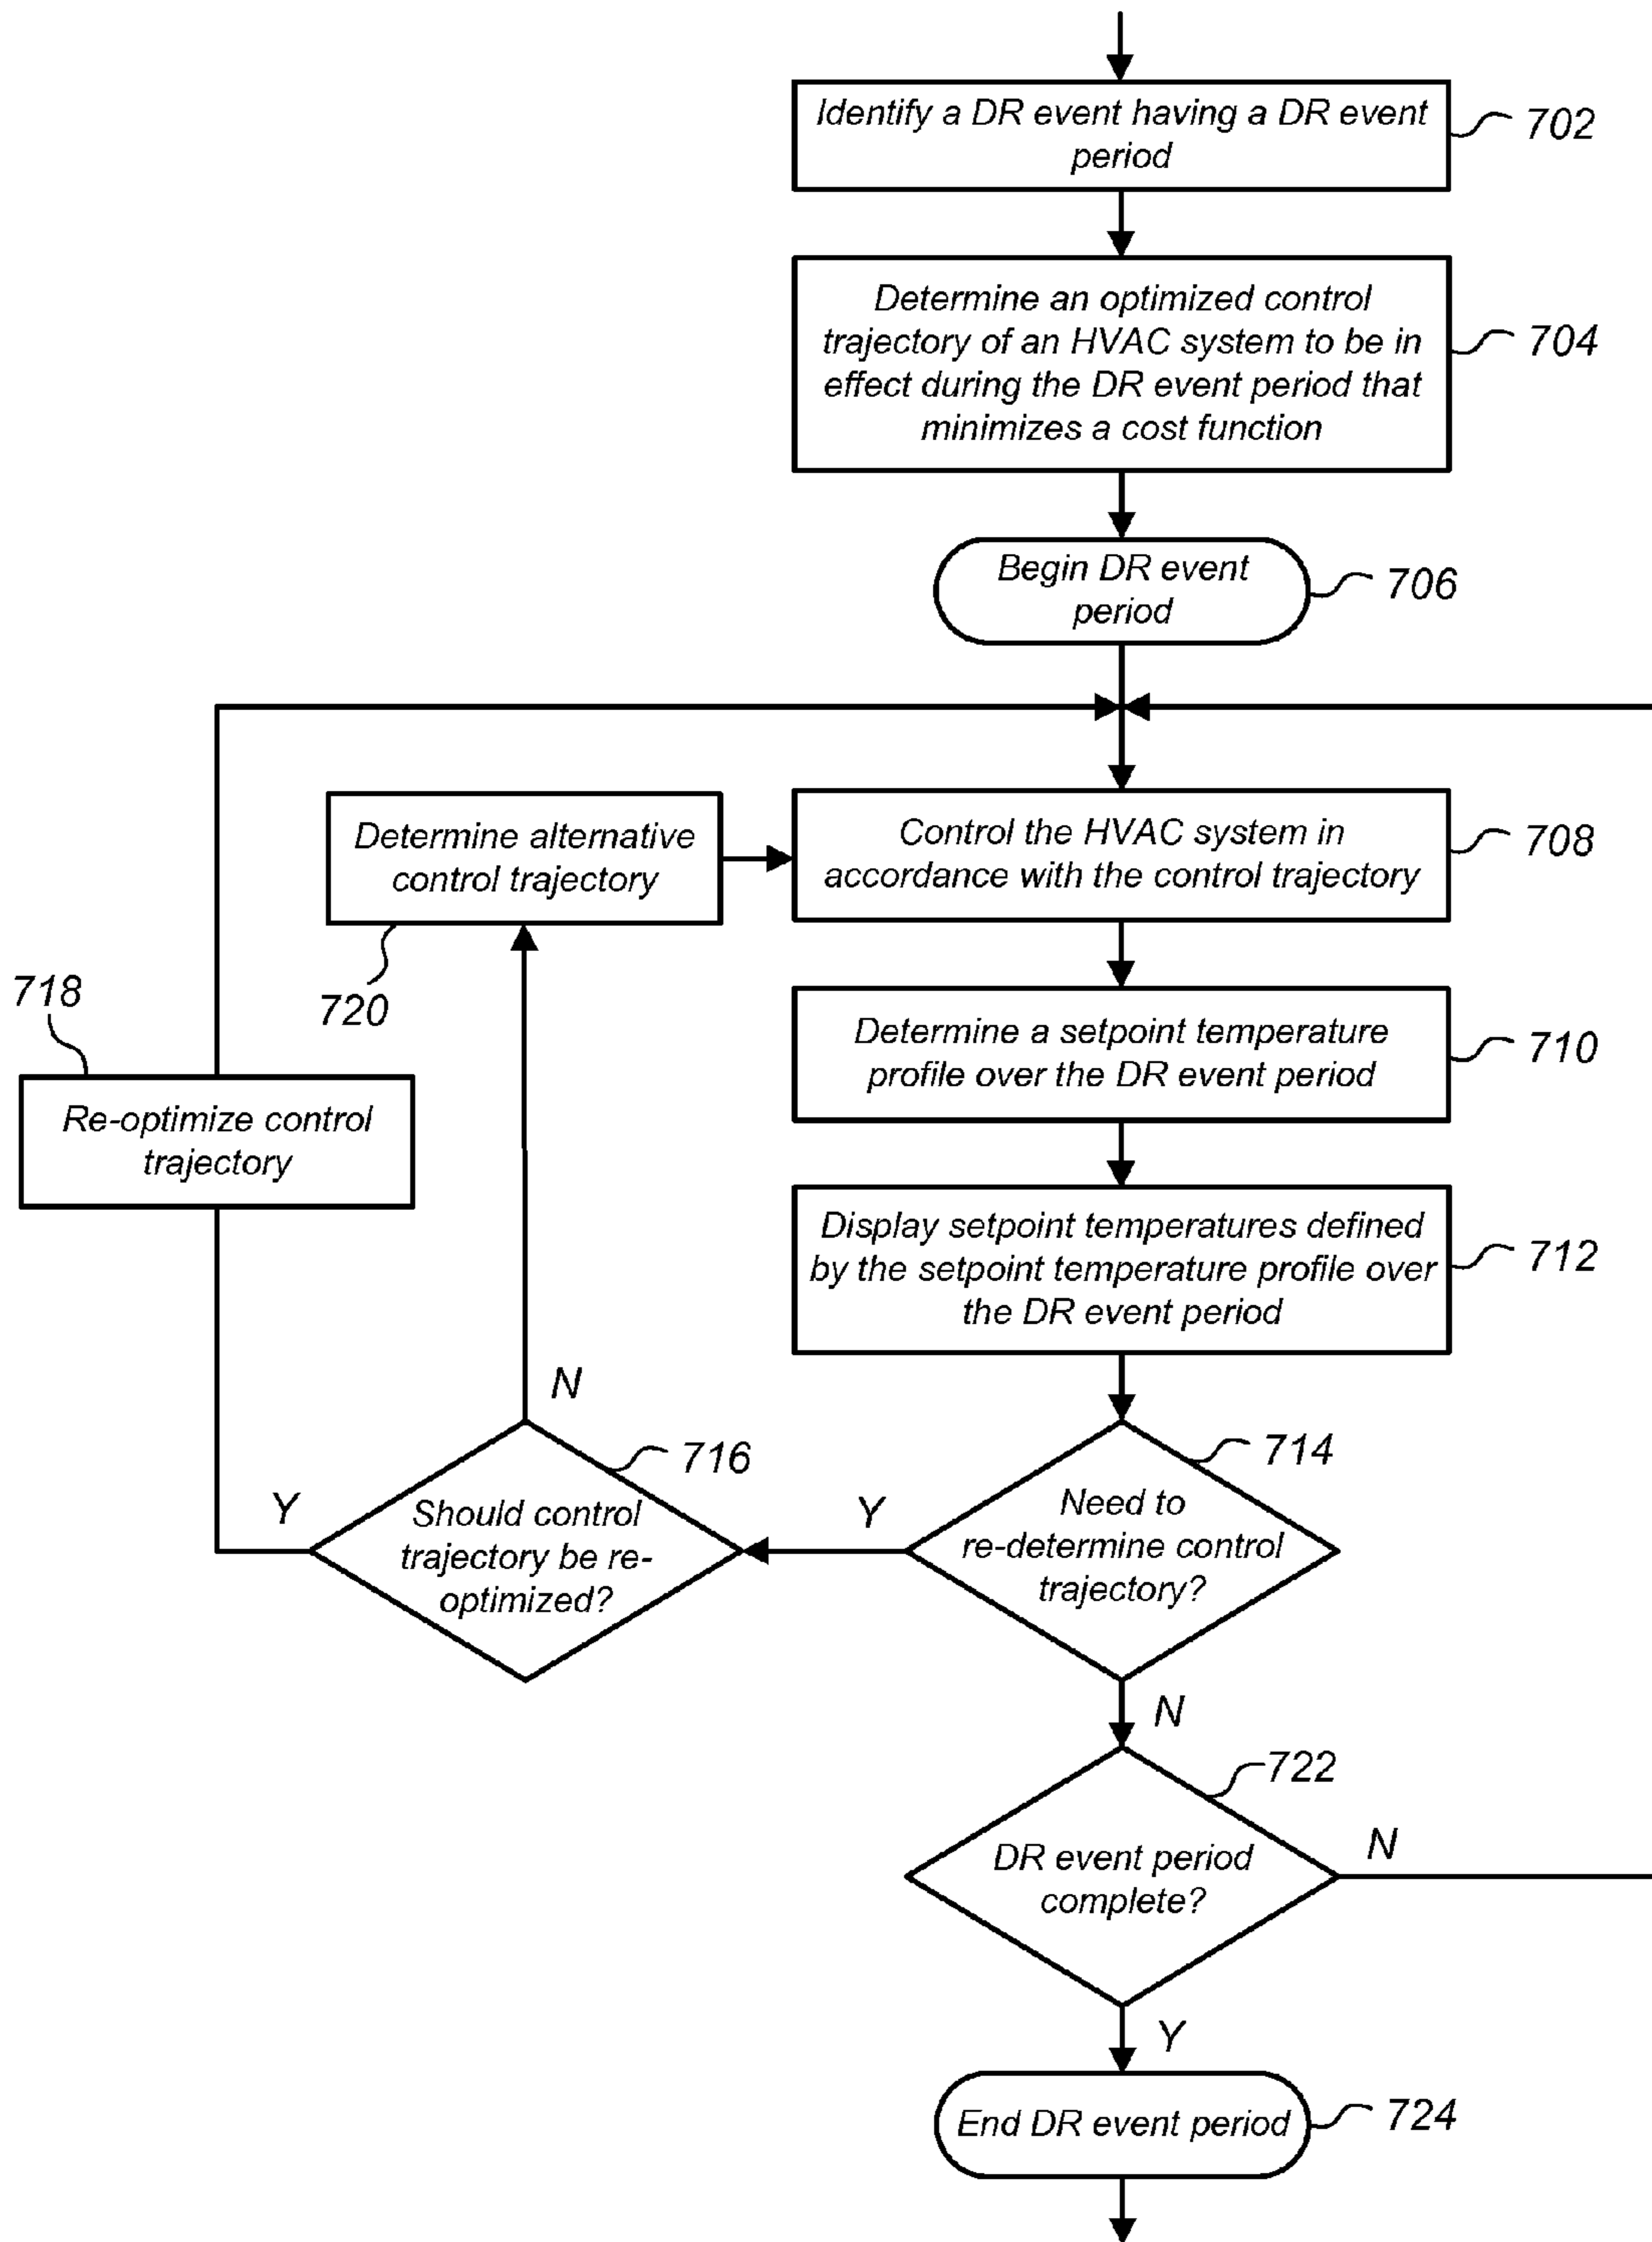 Identify a DR event having a DR event
period
702
Determine an optimized control
trajectory of an HVAC system to be in
effect during the DR event period that
minimizes a cost function
704
Begin DR event
period
706
Determine alternative
control trajectory
720
Control the HVAC system in
accordance with the control trajectory
708
718
Re-optimize control
trajectory
Determine a setpoint temperature
profile over the DR event period
710
Display setpoint temperatures defined
by the setpoint temperature profile over
the DR event period
712
N
716
Should control
trajectory be re-
optimized?
Y
Y
714
Need to
re-determine control
trajectory?
N
722
DR event period
complete?
N
Y
End DR event period
724